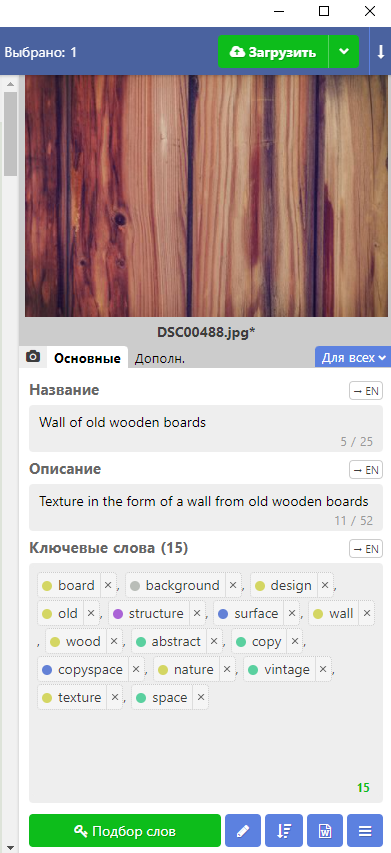 Выбрано: 1 Загрузить
DSC00488.jpg*
Основные Дополн. Для всех
Название → EN
Wall of old wooden boards
5 / 25
Описание → EN
Texture in the form of a wall from old wooden boards
11 / 52
Ключевые слова (15) → EN
board ×, background ×, design ×,
old ×, structure ×, surface ×, wall ×
, wood ×, abstract ×, copy ×,
copyspace ×, nature ×, vintage ×,
texture ×, space ×
15
Подбор слов